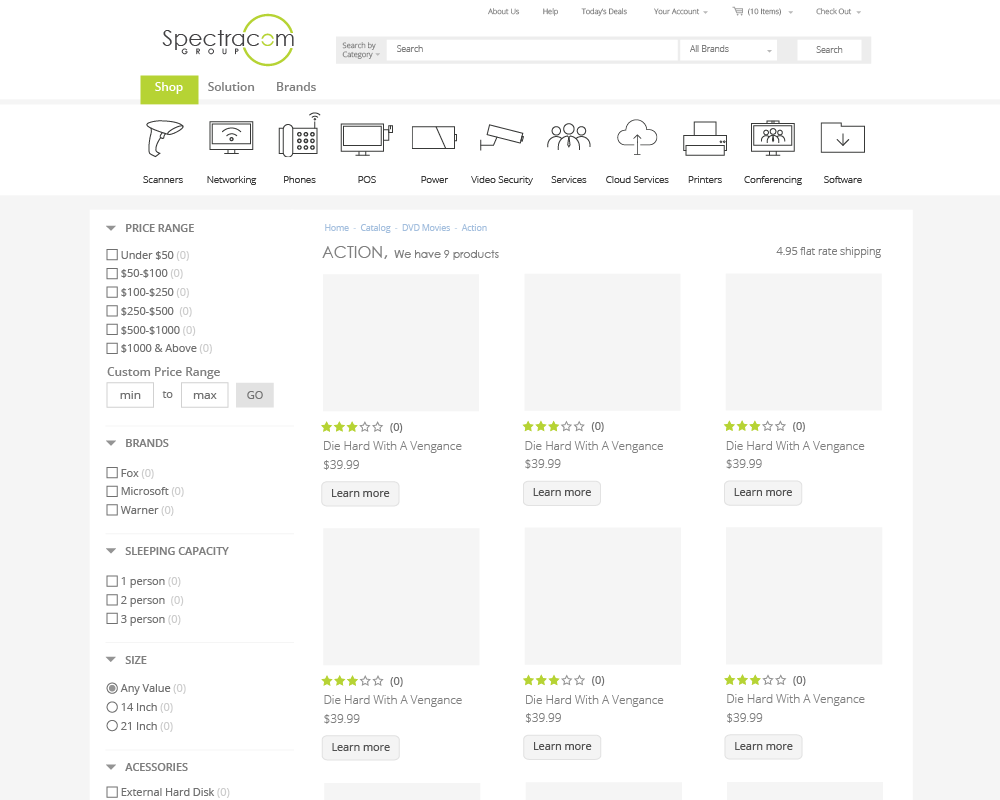 About Us Help Today's Deals Your Account (10 Items) Check Out
Spectracom
GROUP
Search by
Category
Search
All Brands
Search
Shop Solution Brands
Scanners Networking Phones POS Power Video Security Services Cloud Services Printers Conferencing Software
PRICE RANGE
Under $50 (0)
$50-$100 (0)
$100-$250 (0)
$250-$500 (0)
$500-$1000 (0)
$1000 & Above (0)
Custom Price Range
min to max GO
BRANDS
Fox (0)
Microsoft (0)
Warner (0)
SLEEPING CAPACITY
1 person (0)
2 person (0)
3 person (0)
SIZE
Any Value (0)
14 Inch (0)
21 Inch (0)
ACESSORIES
External Hard Disk (0)
Home - Catalog - DVD Movies - Action
ACTION, We have 9 products
4.95 flat rate shipping
(0) (0) (0)
Die Hard With A Vengance Die Hard With A Vengance Die Hard With A Vengance
$39.99 $39.99 $39.99
Learn more Learn more Learn more
(0) (0) (0)
Die Hard With A Vengance Die Hard With A Vengance Die Hard With A Vengance
$39.99 $39.99 $39.99
Learn more Learn more Learn more